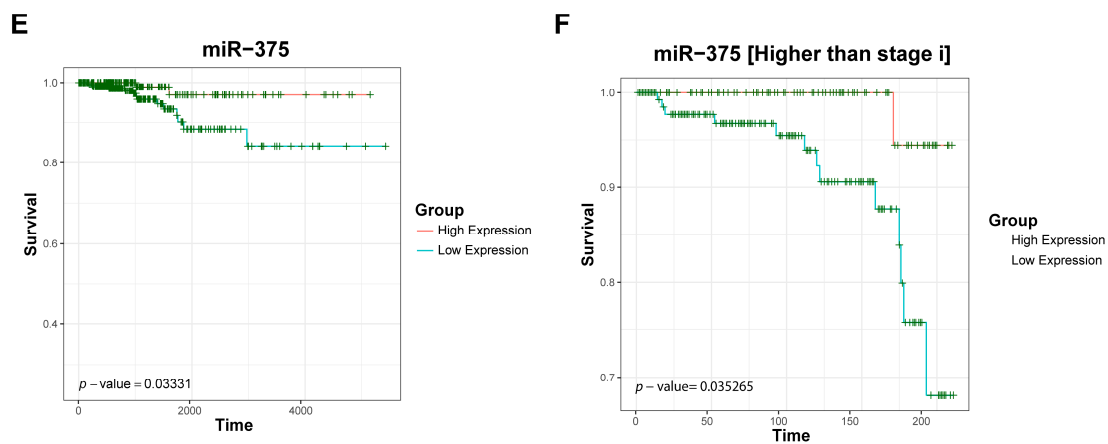 E
miR−375
1.0
0.8
0.6
0.4
Survival
p − value = 0.03331
0
2000
4000
Time
Group
High Expression
Low Expression
F
miR−375 [Higher than stage i]
1.0
0.9
0.8
0.7
Survival
p − value= 0.035265
0
50
100
150
200
Time
Group
High Expression
Low Expression